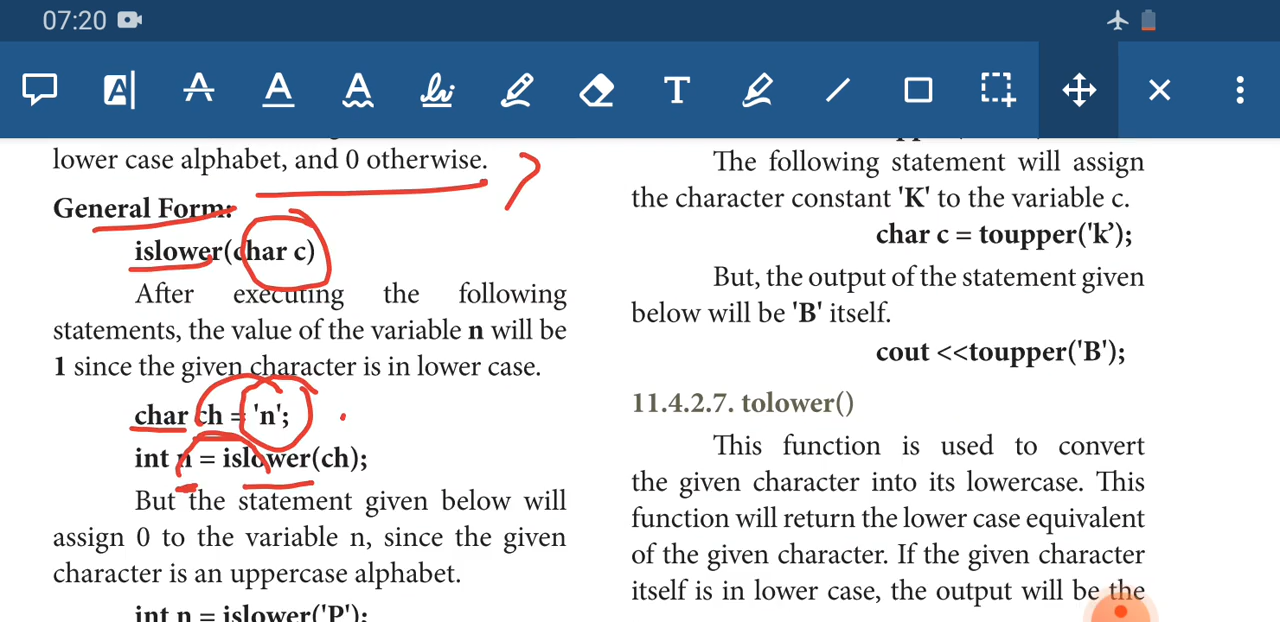 07:20
T
lower case alphabet, and 0 otherwise.
General Form:
islower(char c)
After executing the following
statements, the value of the variable n will be
1 since the given character is in lower case.
char ch = 'n';
int n = islower(ch);
But the statement given below will
assign 0 to the variable n, since the given
character is an uppercase alphabet.
int n = islower('P');
The following statement will assign
the character constant 'K' to the variable c.
char c = toupper('k’);
But, the output of the statement given
below will be 'B' itself.
cout <<toupper('B');
11.4.2.7. tolower()
This function is used to convert
the given character into its lowercase. This
function will return the lower case equivalent
of the given character. If the given character
itself is in lower case, the output will be the